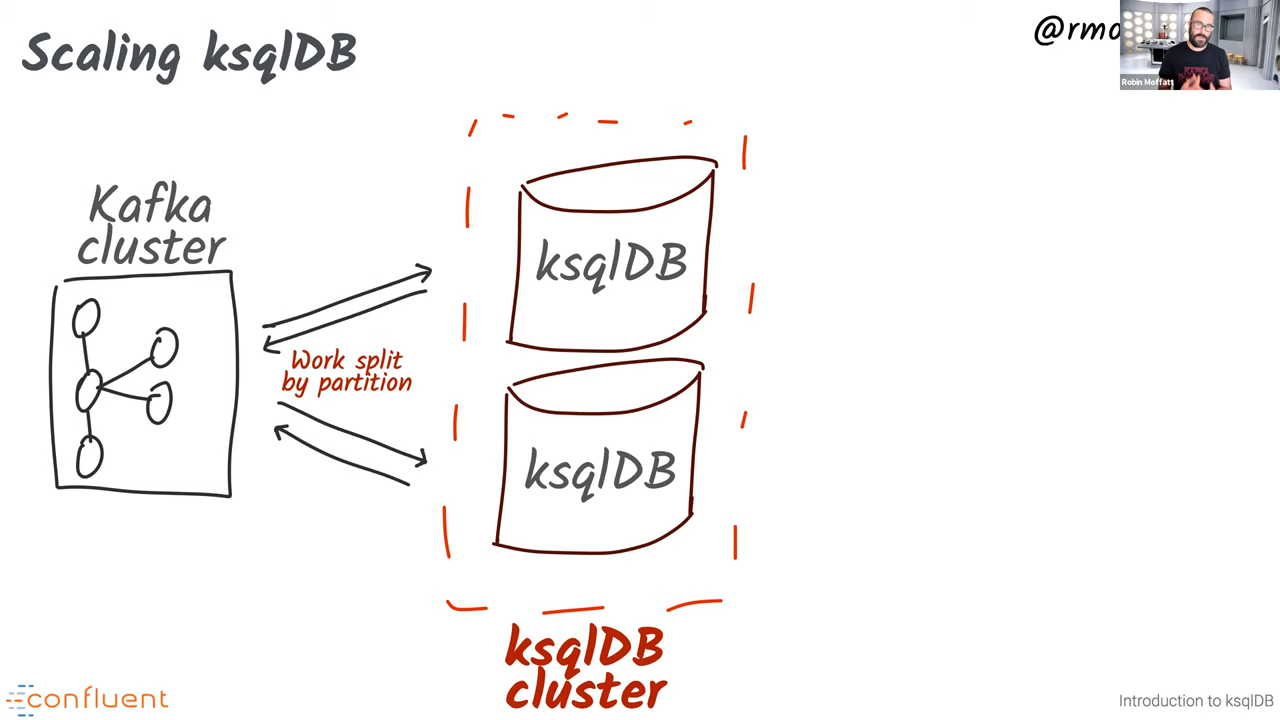 Scaling ksqlDB
@rmo
Robin Moffatt
Kafka
cluster
Work split
by partition
ksqlDB
ksqlDB
ksqlDB
cluster
confluent
Introduction to ksqlDB